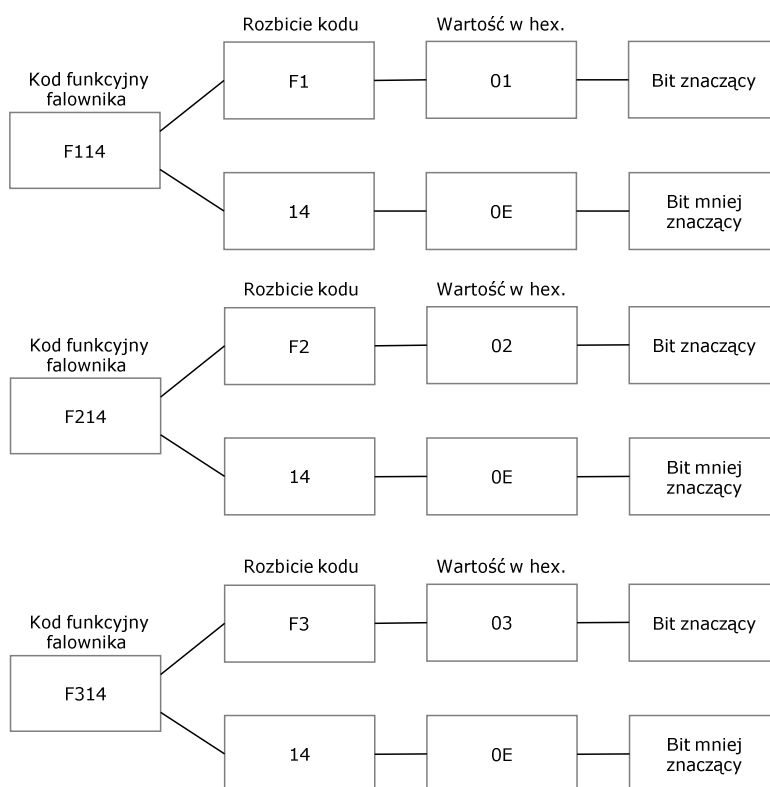 Rozbicie kodu
Wartość w hex.
Kod funkcyjny
falownika
F1
01
Bit znaczący
F114
14
0E
Bit mniej
znaczący
Rozbicie kodu
Wartość w hex.
Kod funkcyjny
falownika
F2
02
Bit znaczący
F214
14
0E
Bit mniej
znaczący
Rozbicie kodu
Wartość w hex.
Kod funkcyjny
falownika
F3
03
Bit znaczący
F314
14
0E
Bit mniej
znaczący